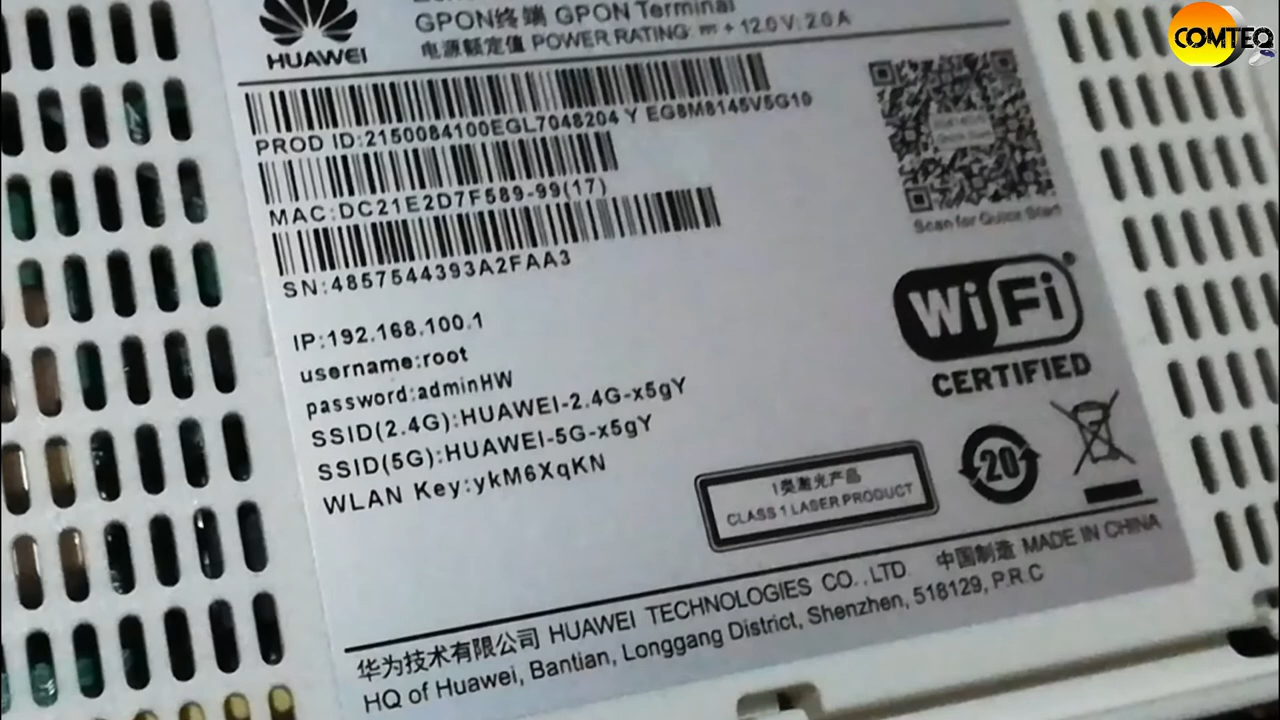 HUAWEI
GPON终端 GPON Terminal
电源额定值 POWER RATING: ⎓ + 12.0V: 2.0A
COMTEQ
PROD ID:2150084100EGL7048204 Y EG8M8145V5G10
MAC:DC21E2D7F589-99(17)
SN:4857544393A2FAA3
Scan for Quick Start
IP:192.168.100.1
username:root
password:adminHW
SSID(2.4G):HUAWEI-2.4G-x5gY
SSID(5G):HUAWEI-5G-x5gY
WLAN Key:ykM6XqKN
WiFi
CERTIFIED
20
1类激光产品
CLASS 1 LASER PRODUCT
华为技术有限公司 HUAWEI TECHNOLOGIES CO.,LTD. 中国制造 MADE IN CHINA
HQ of Huawei, Bantian, Longgang District, Shenzhen, 518129, P.R.C